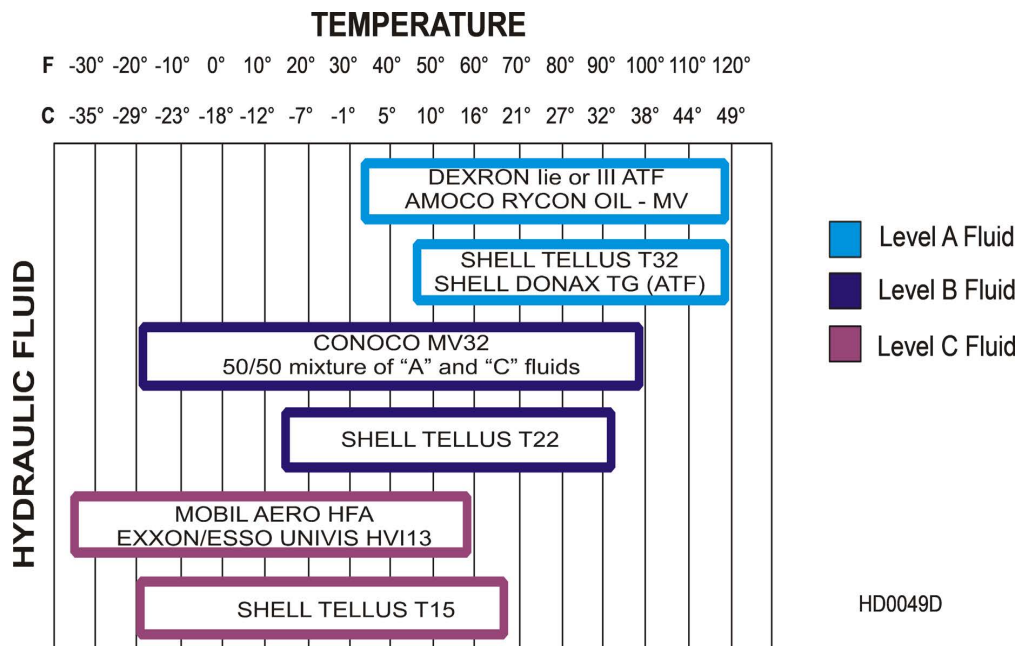 TEMPERATURE
F -30° -20° -10° 0° 10° 20° 30° 40° 50° 60° 70° 80° 90° 100° 110° 120°
C -35° -29° -23° -18° -12° -7° -1° 5° 10° 16° 21° 27° 32° 38° 44° 49°
HYDRAULIC FLUID
DEXRON lie or III ATF
AMOCO RYCON OIL - MV
SHELL TELLUS T32
SHELL DONAX TG (ATF)
CONOCO MV32
50/50 mixture of “A” and “C” fluids
SHELL TELLUS T22
MOBIL AERO HFA
EXXON/ESSO UNIVIS HVI13
SHELL TELLUS T15
Level A Fluid
Level B Fluid
Level C Fluid
HD0049D